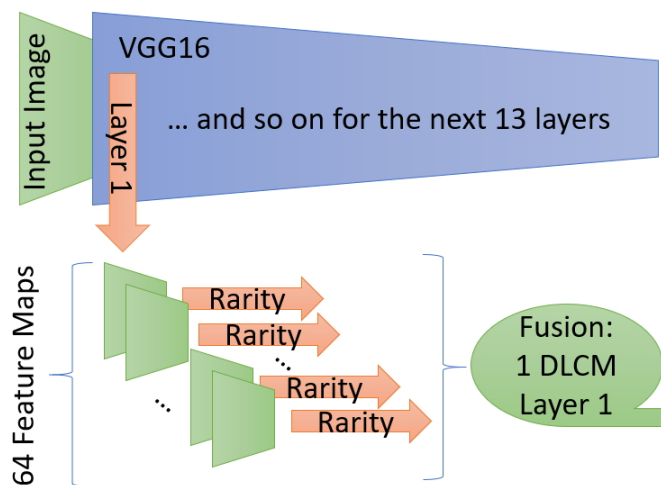 Input Image
VGG16
Layer 1
... and so on for the next 13 layers
64 Feature Maps
Rarity
Rarity
...
Rarity
...
Rarity
Fusion:
1 DLCM
Layer 1